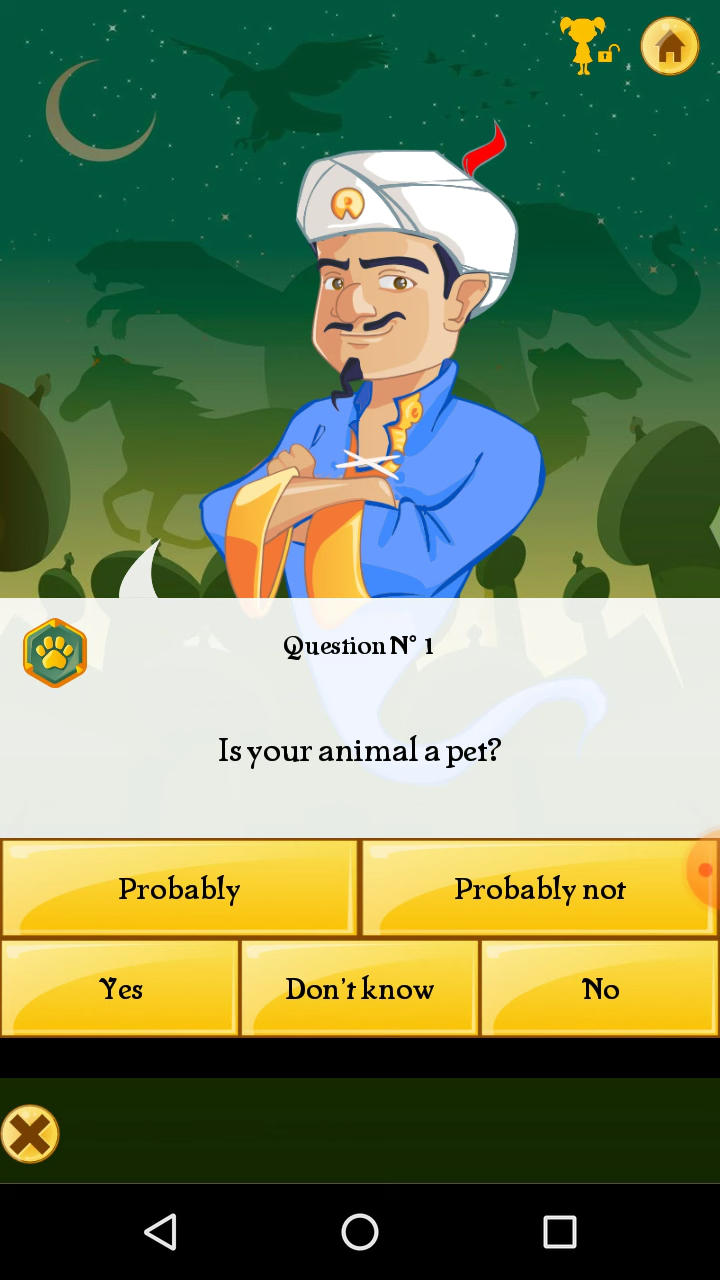 Question N° 1
Is your animal a pet?
Probably
Probably not
Yes
Don't know
No